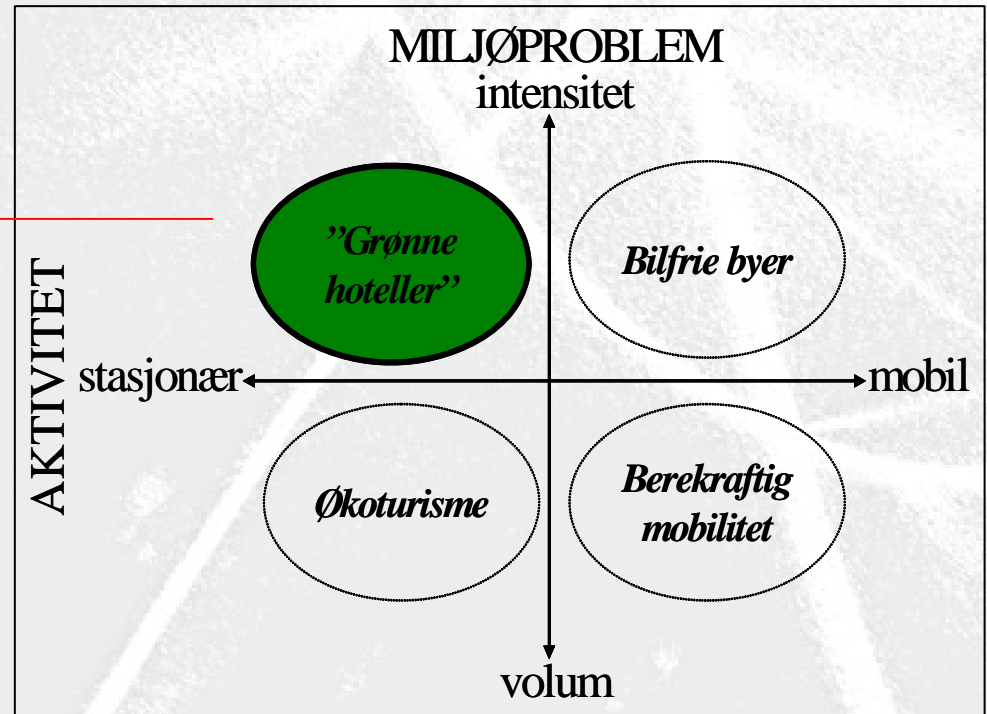 MILJØPROBLEM
intensitet
”Grønne
hoteller”
Bilfrie byer
AKTIVITET
stasjonær
mobil
Økoturisme
Berekraftig
mobilitet
volum